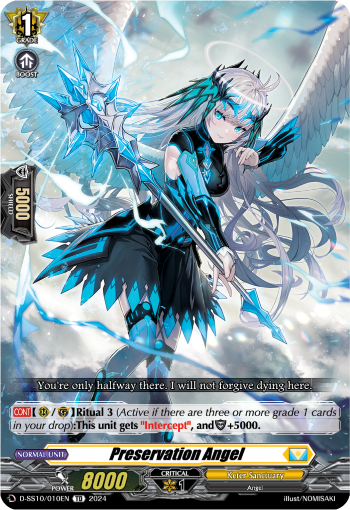 1
GRADE
BOOST
5000
SHIELD
You're only halfway there. I will not forgive dying here.
CONT【 / 】Ritual 3 (Active if there are three or more grade 1 cards
in your drop):This unit gets "Intercept", and +5000.
NORMAL UNIT
Preservation Angel
POWER 8000
CRITICAL
1
Keter Sanctuary
Angel
D-SS10/010EN TD 2024
illust/NOMISAKI